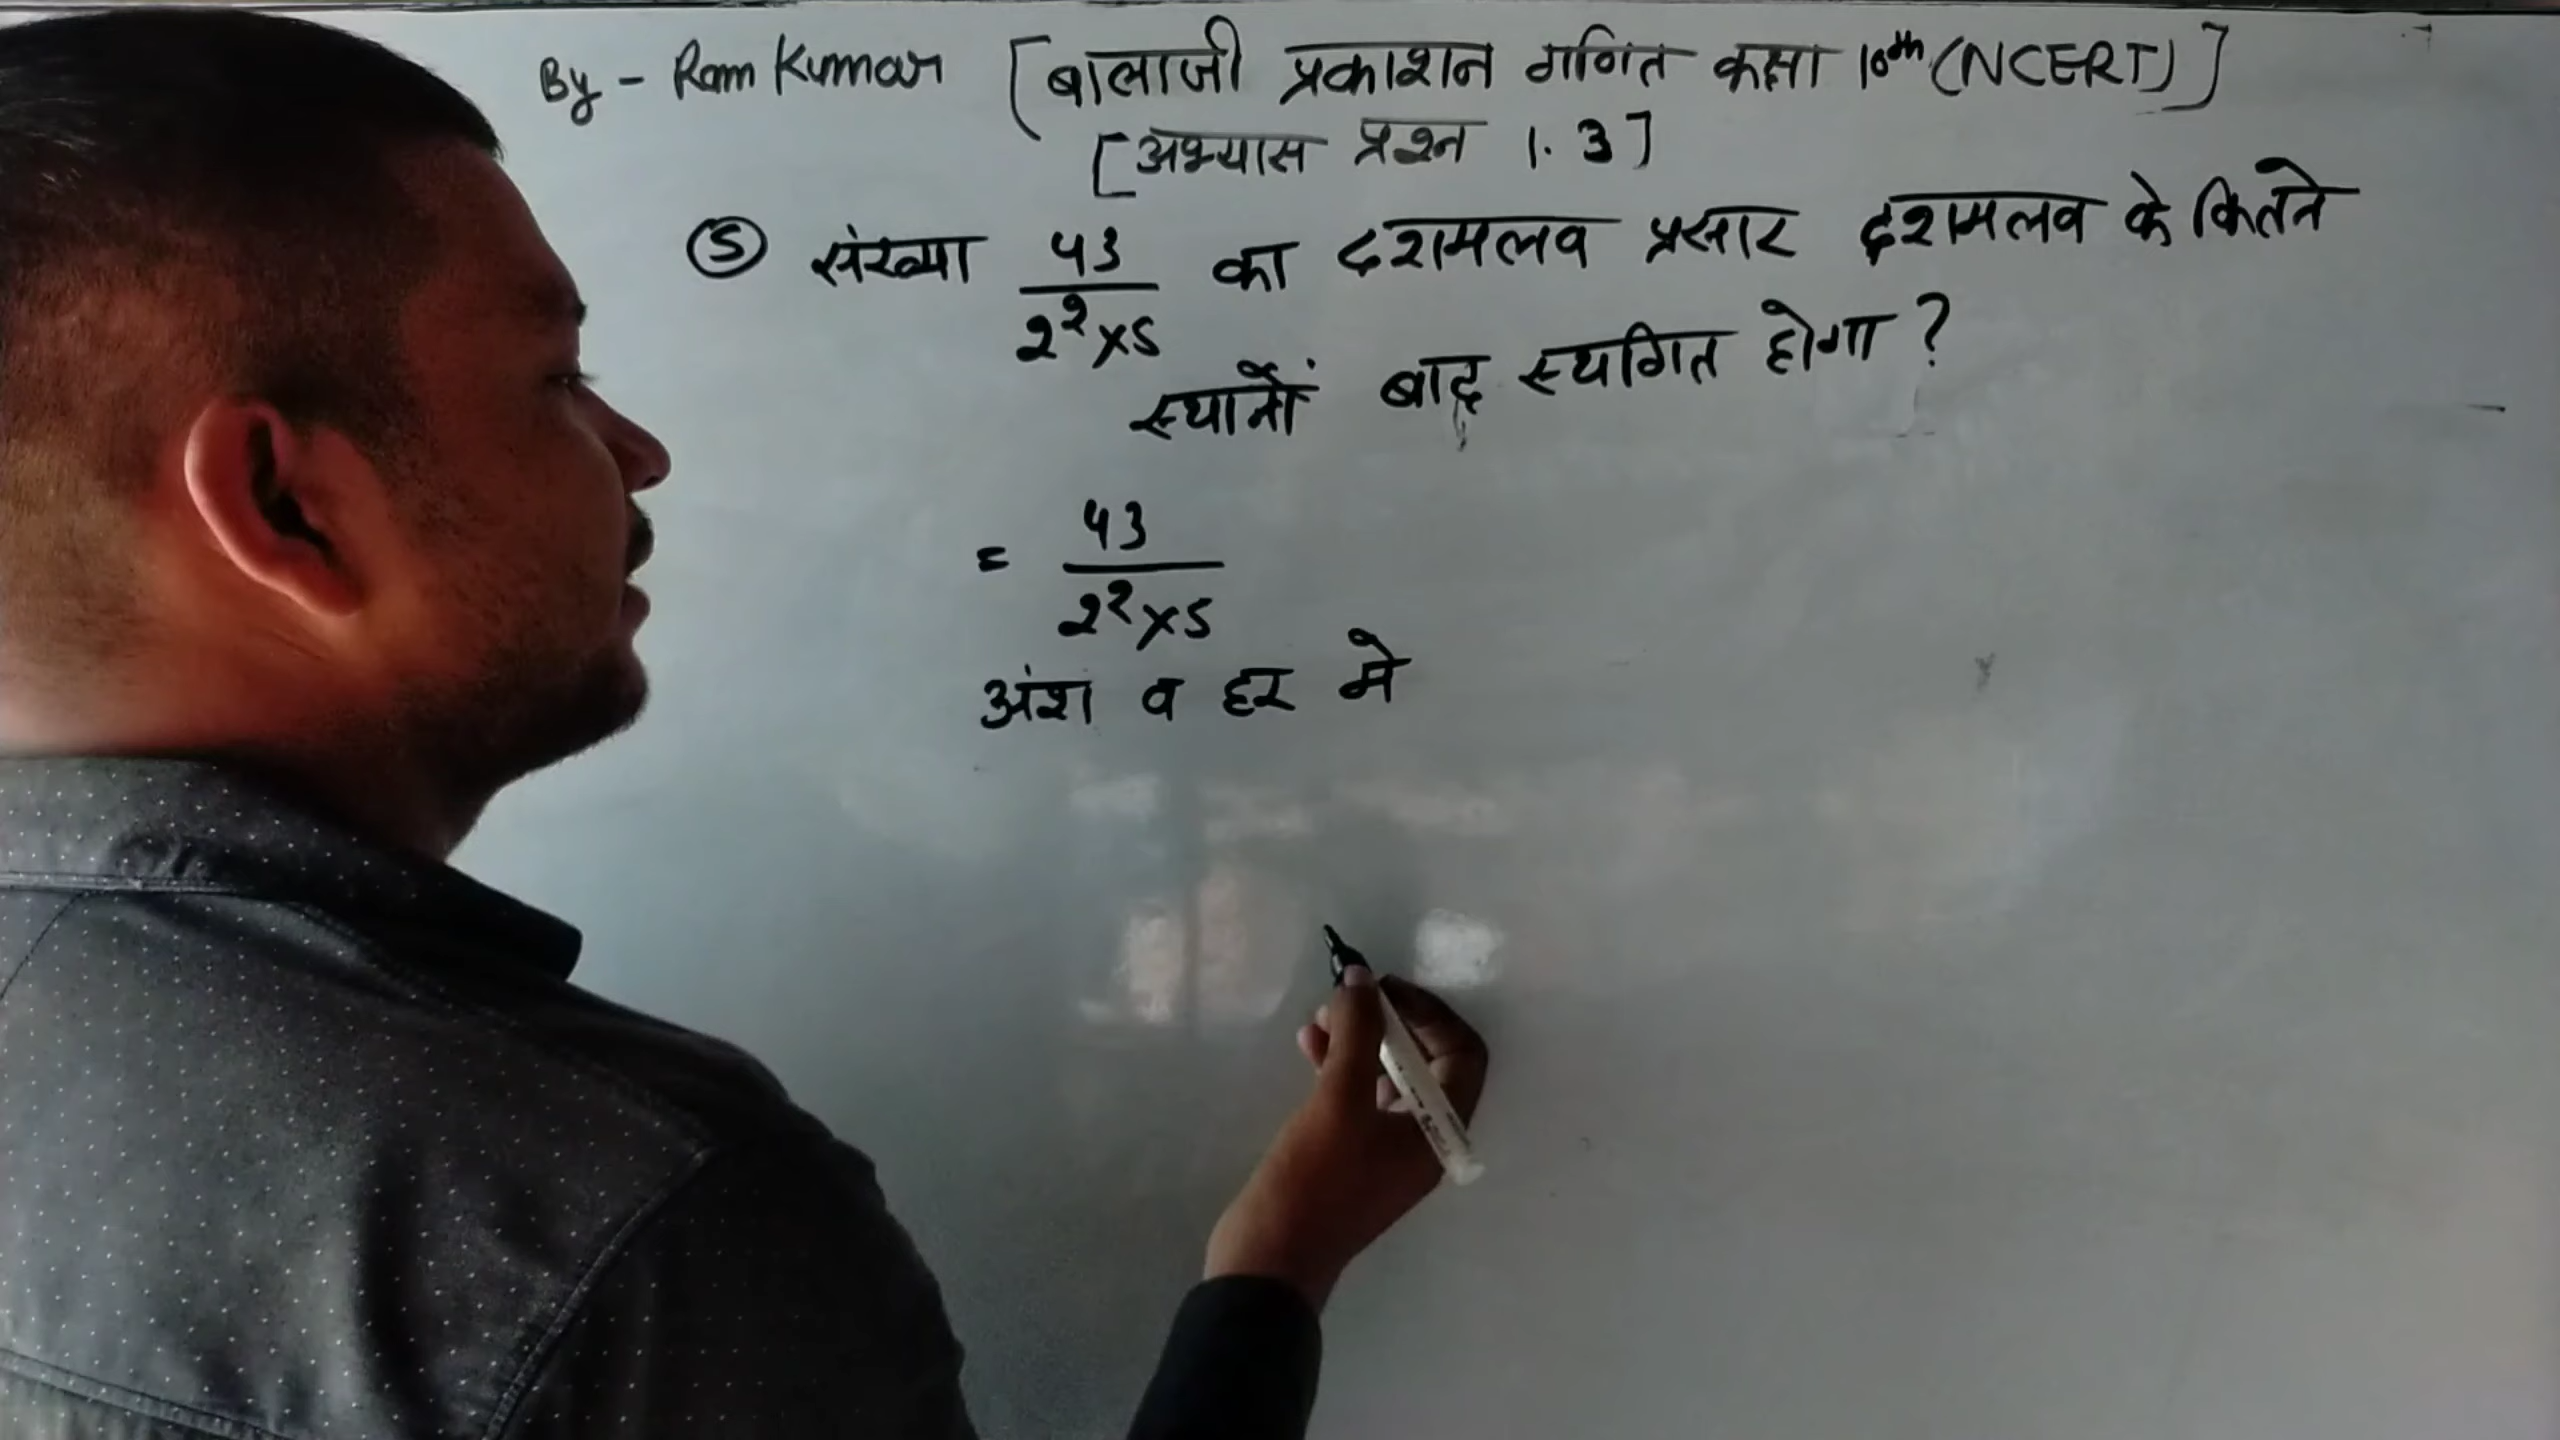 By - Ram Kumar [बालाजी प्रकाशन गणित कक्षा 10th (NCERT)]
[अभ्यास प्रश्न 1.3]
⑤ संख्या 43/2²×5 का दशमलव प्रसार दशमलव के कितने
स्थानों बाद स्थगित होगा?
= 43/2²×5
अंश व हर मे